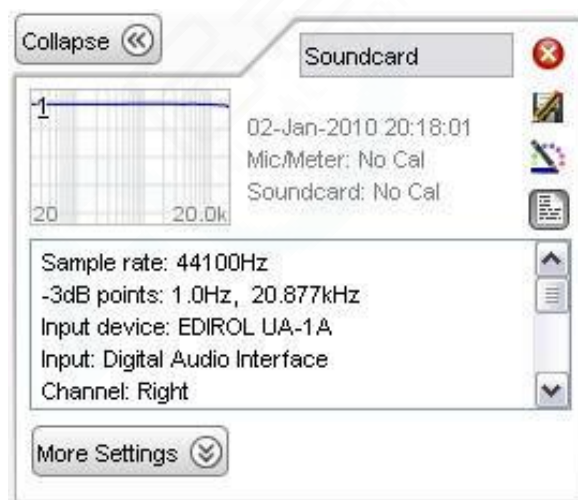 Collapse
Soundcard
1
02-Jan-2010 20:18:01
Mic/Meter: No Cal
Soundcard: No Cal
20
20.0k
Sample rate: 44100Hz
-3dB points: 1.0Hz, 20.877kHz
Input device: EDIROL UA-1A
Input: Digital Audio Interface
Channel: Right
More Settings